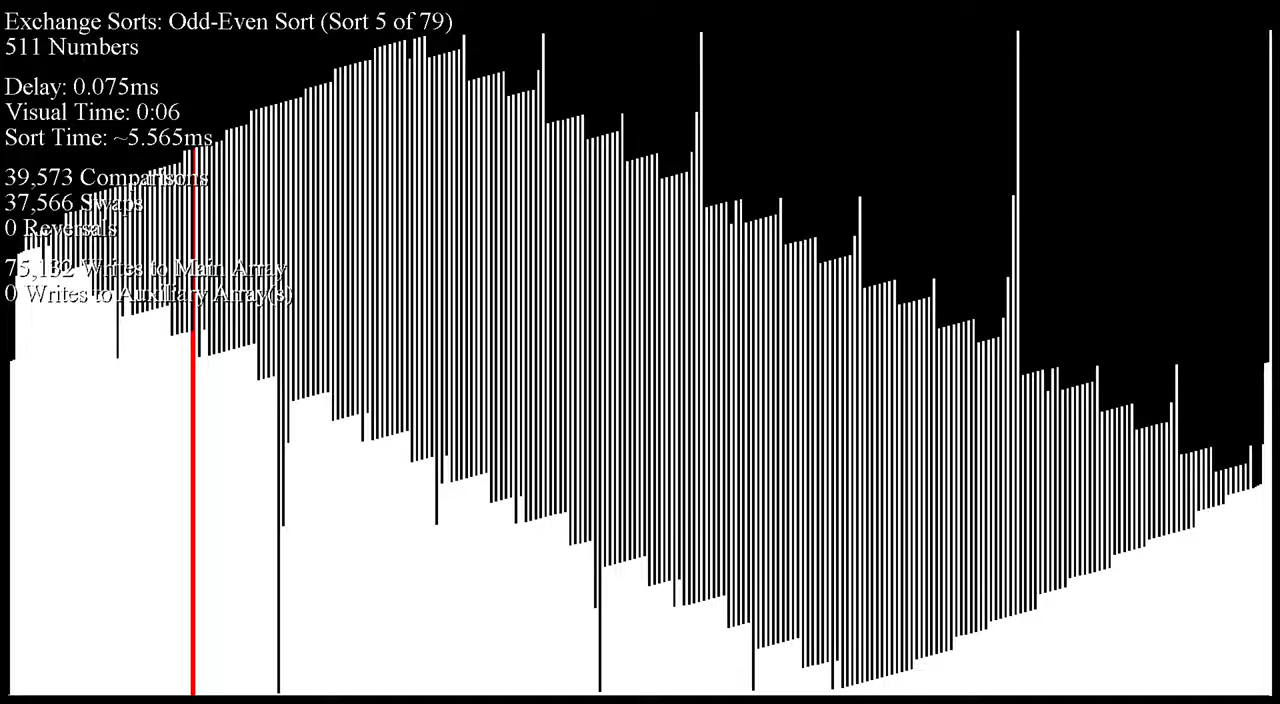 Exchange Sorts: Odd-Even Sort (Sort 5 of 79)
511 Numbers
Delay: 0.075ms
Visual Time: 0:06
Sort Time: ~5.565ms
39,573 Comparisons
37,566 Swaps
0 Reversals
75,132 Writes to Main Array
0 Writes to Auxiliary Array(s)